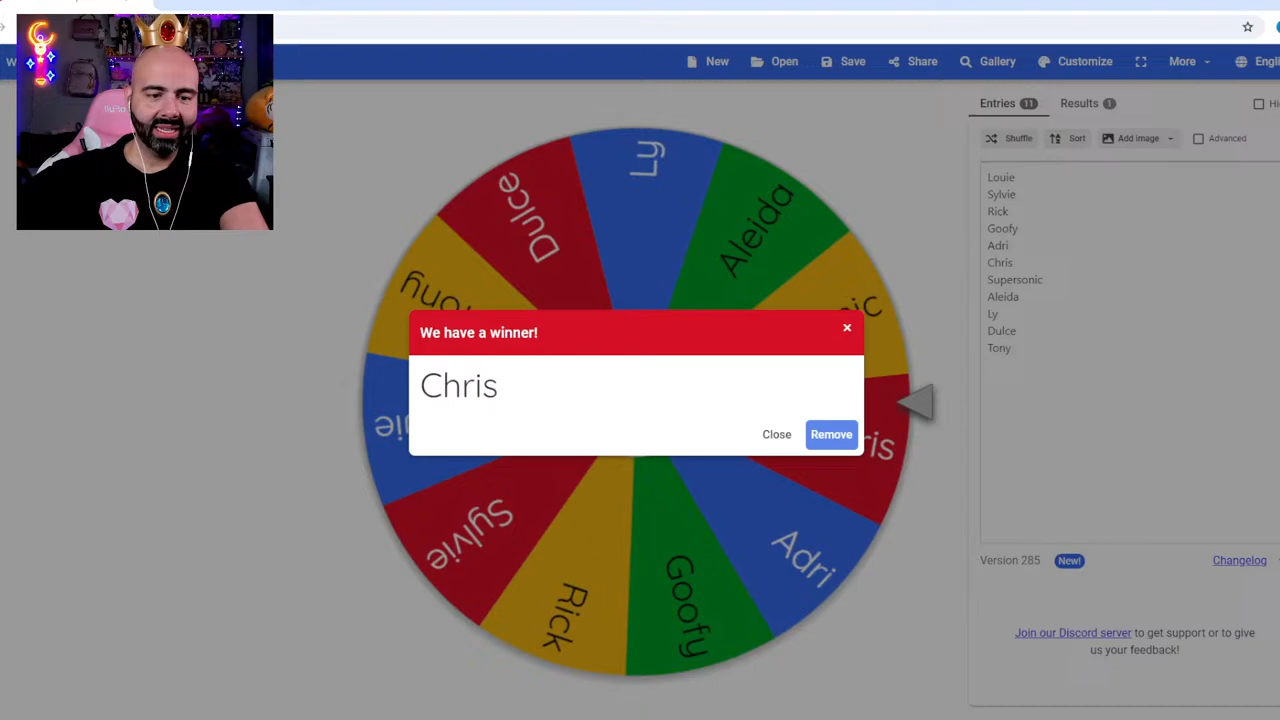 New Open Save Share Gallery Customize More
Entries 11 Results 1
Shuffle Sort Add image Advanced
Louie
Sylvie
Rick
Goofy
Adri
Chris
Supersonic
Aleida
Ly
Dulce
Tony
Version 285 New! Changelog
Join our Discord server to get support or to give
us your feedback!
Dulce
Ly
Aleida
Sylvie
Rick
Goofy
Adri
We have a winner!
Chris
Close Remove